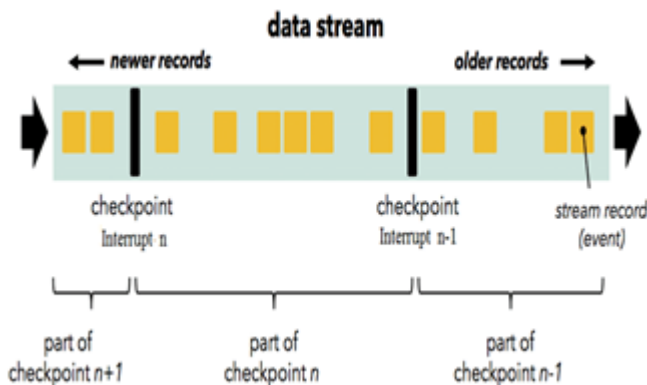 data stream
newer records
older records
checkpoint
Interrupt n
checkpoint
Interrupt n-1
stream record
(event)
part of
checkpoint n+1
part of
checkpoint n
part of
checkpoint n-1